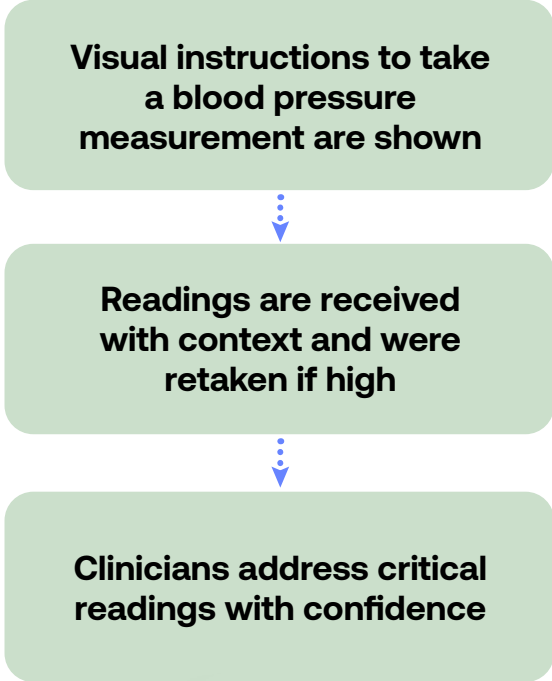 Visual instructions to take
a blood pressure
measurement are shown
Readings are received
with context and were
retaken if high
Clinicians address critical
readings with confidence